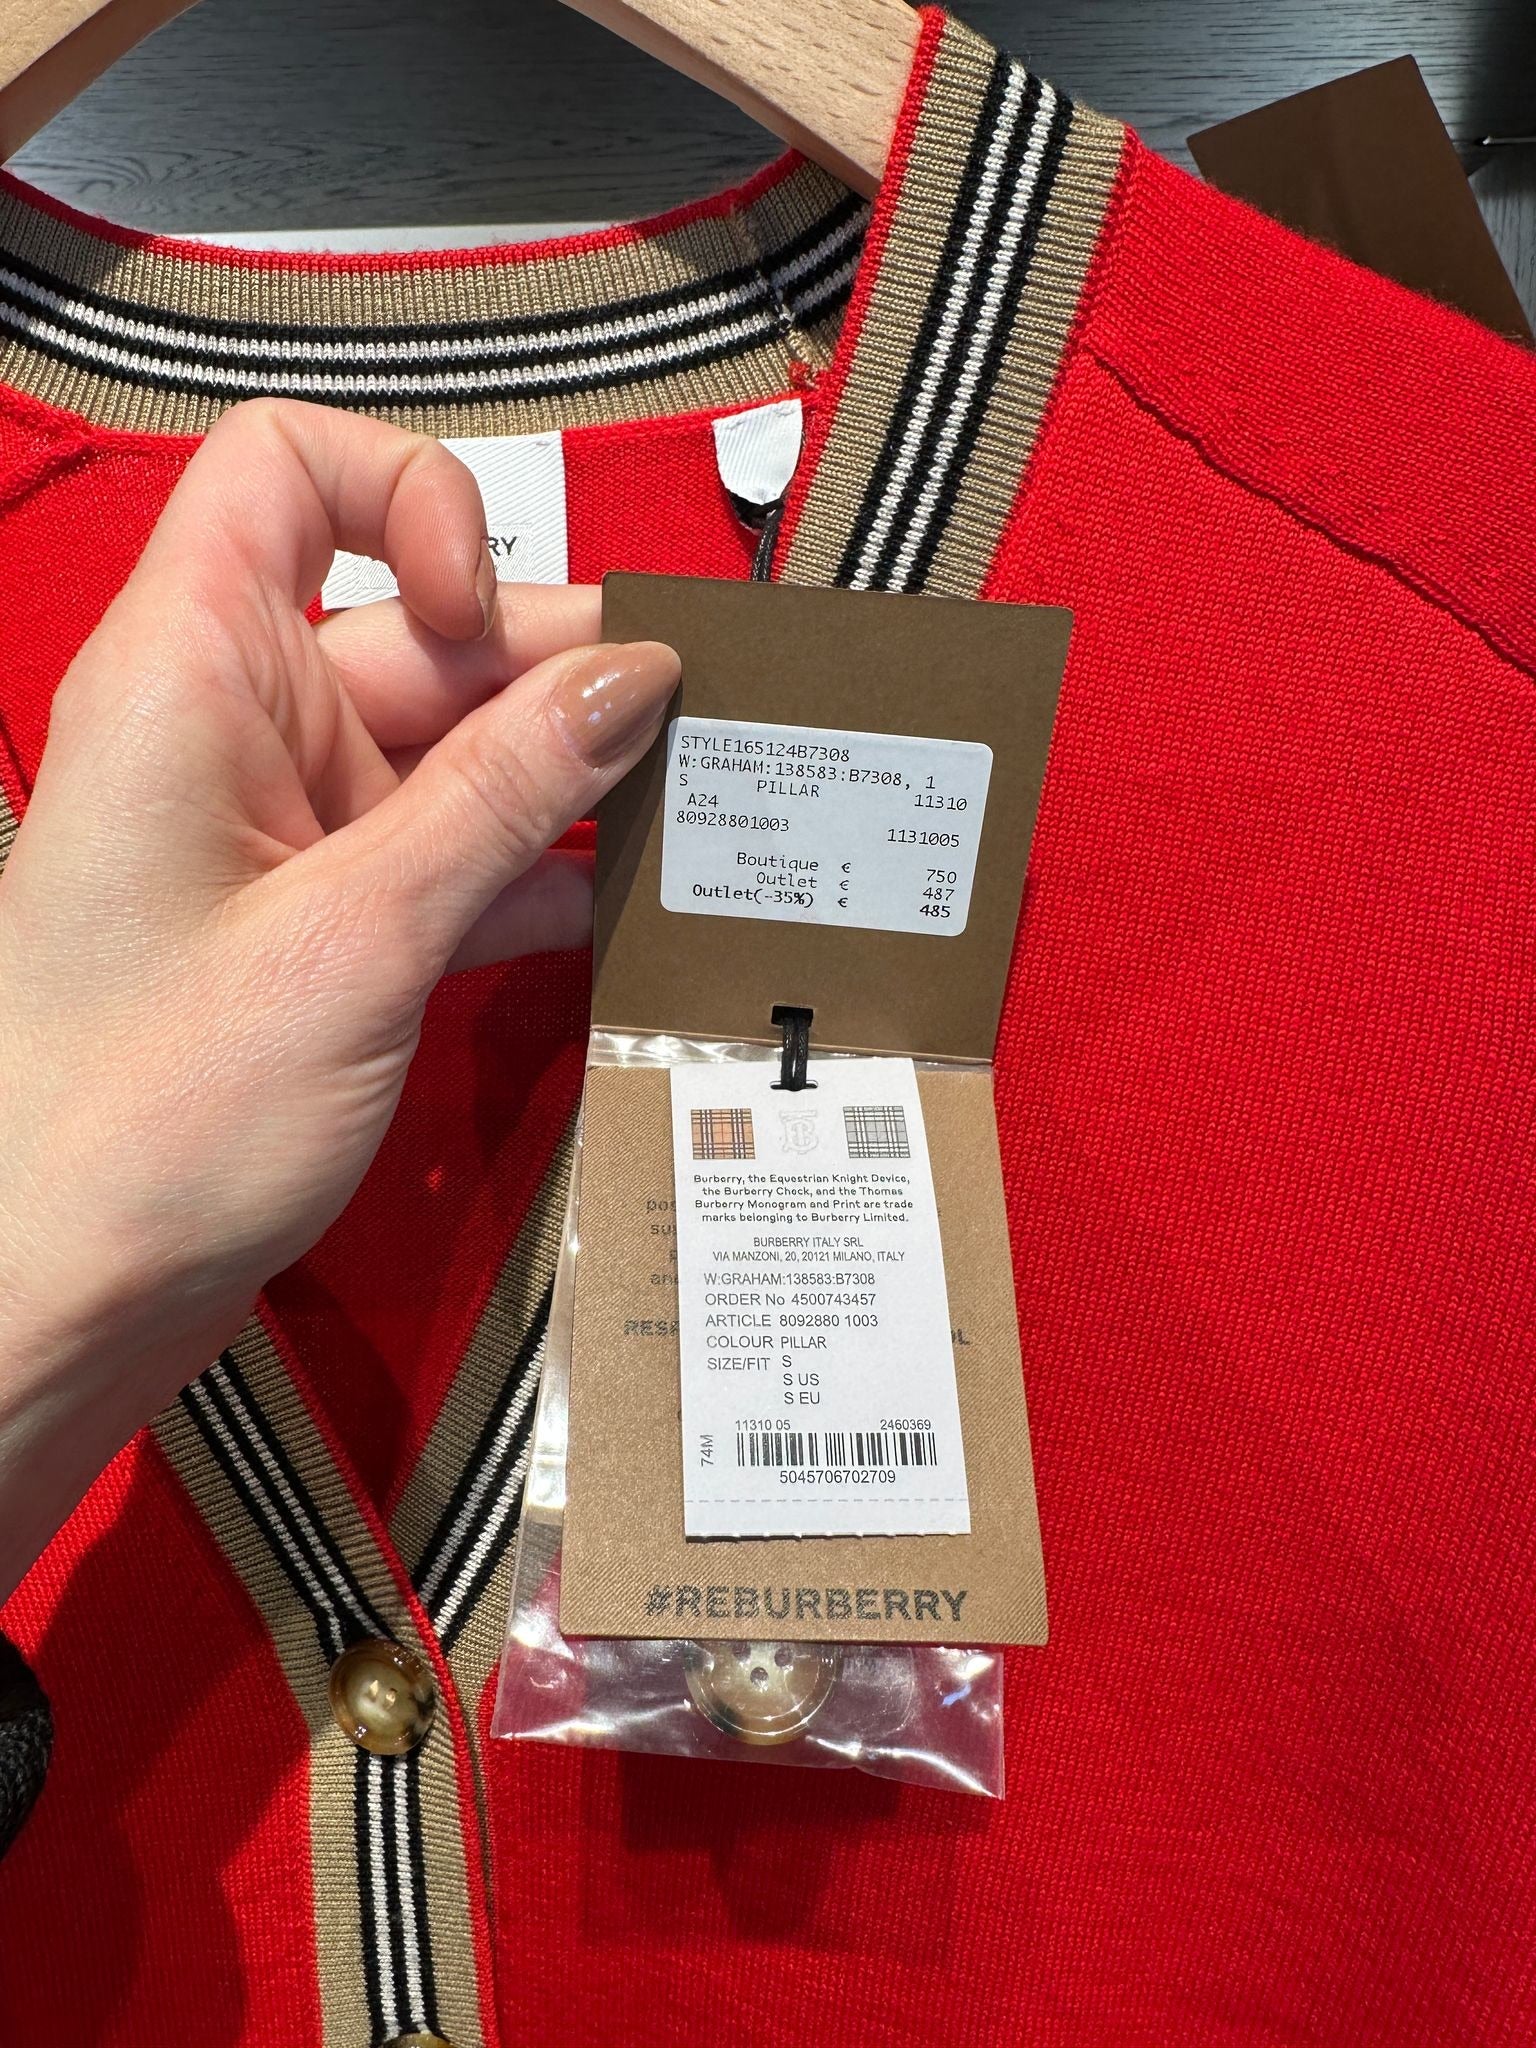 RY
STYLE165124B7308
W:GRAHAM:138583:B7308, 1
S PILLAR 11310
A24
80928801003 1131005
Boutique € 750
Outlet € 487
Outlet(-35%) € 485
Burberry, the Equestrian Knight Device,
the Burberry Check, and the Thomas
Burberry Monogram and Print are trade
marks belonging to Burberry Limited.
BURBERRY ITALY SRL
VIA MANZONI, 20, 20121 MILANO, ITALY
W:GRAHAM:138583:B7308
ORDER No 4500743457
ARTICLE 8092880 1003
COLOUR PILLAR
SIZE/FIT S
S US
S EU
11310 05 2460369
74M
5045706702709
#REBURBERRY